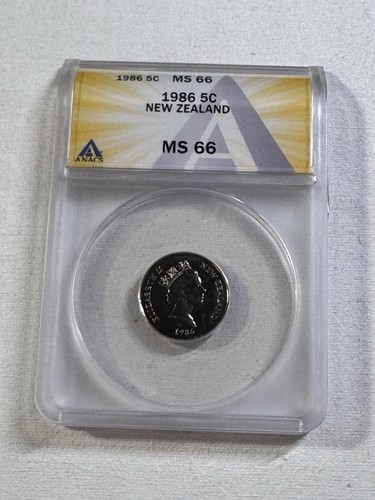 1986 5C MS 66
1986 5C
NEW ZEALAND
MS 66
ANACS
ELIZABETH II NEW ZEALAND
1986